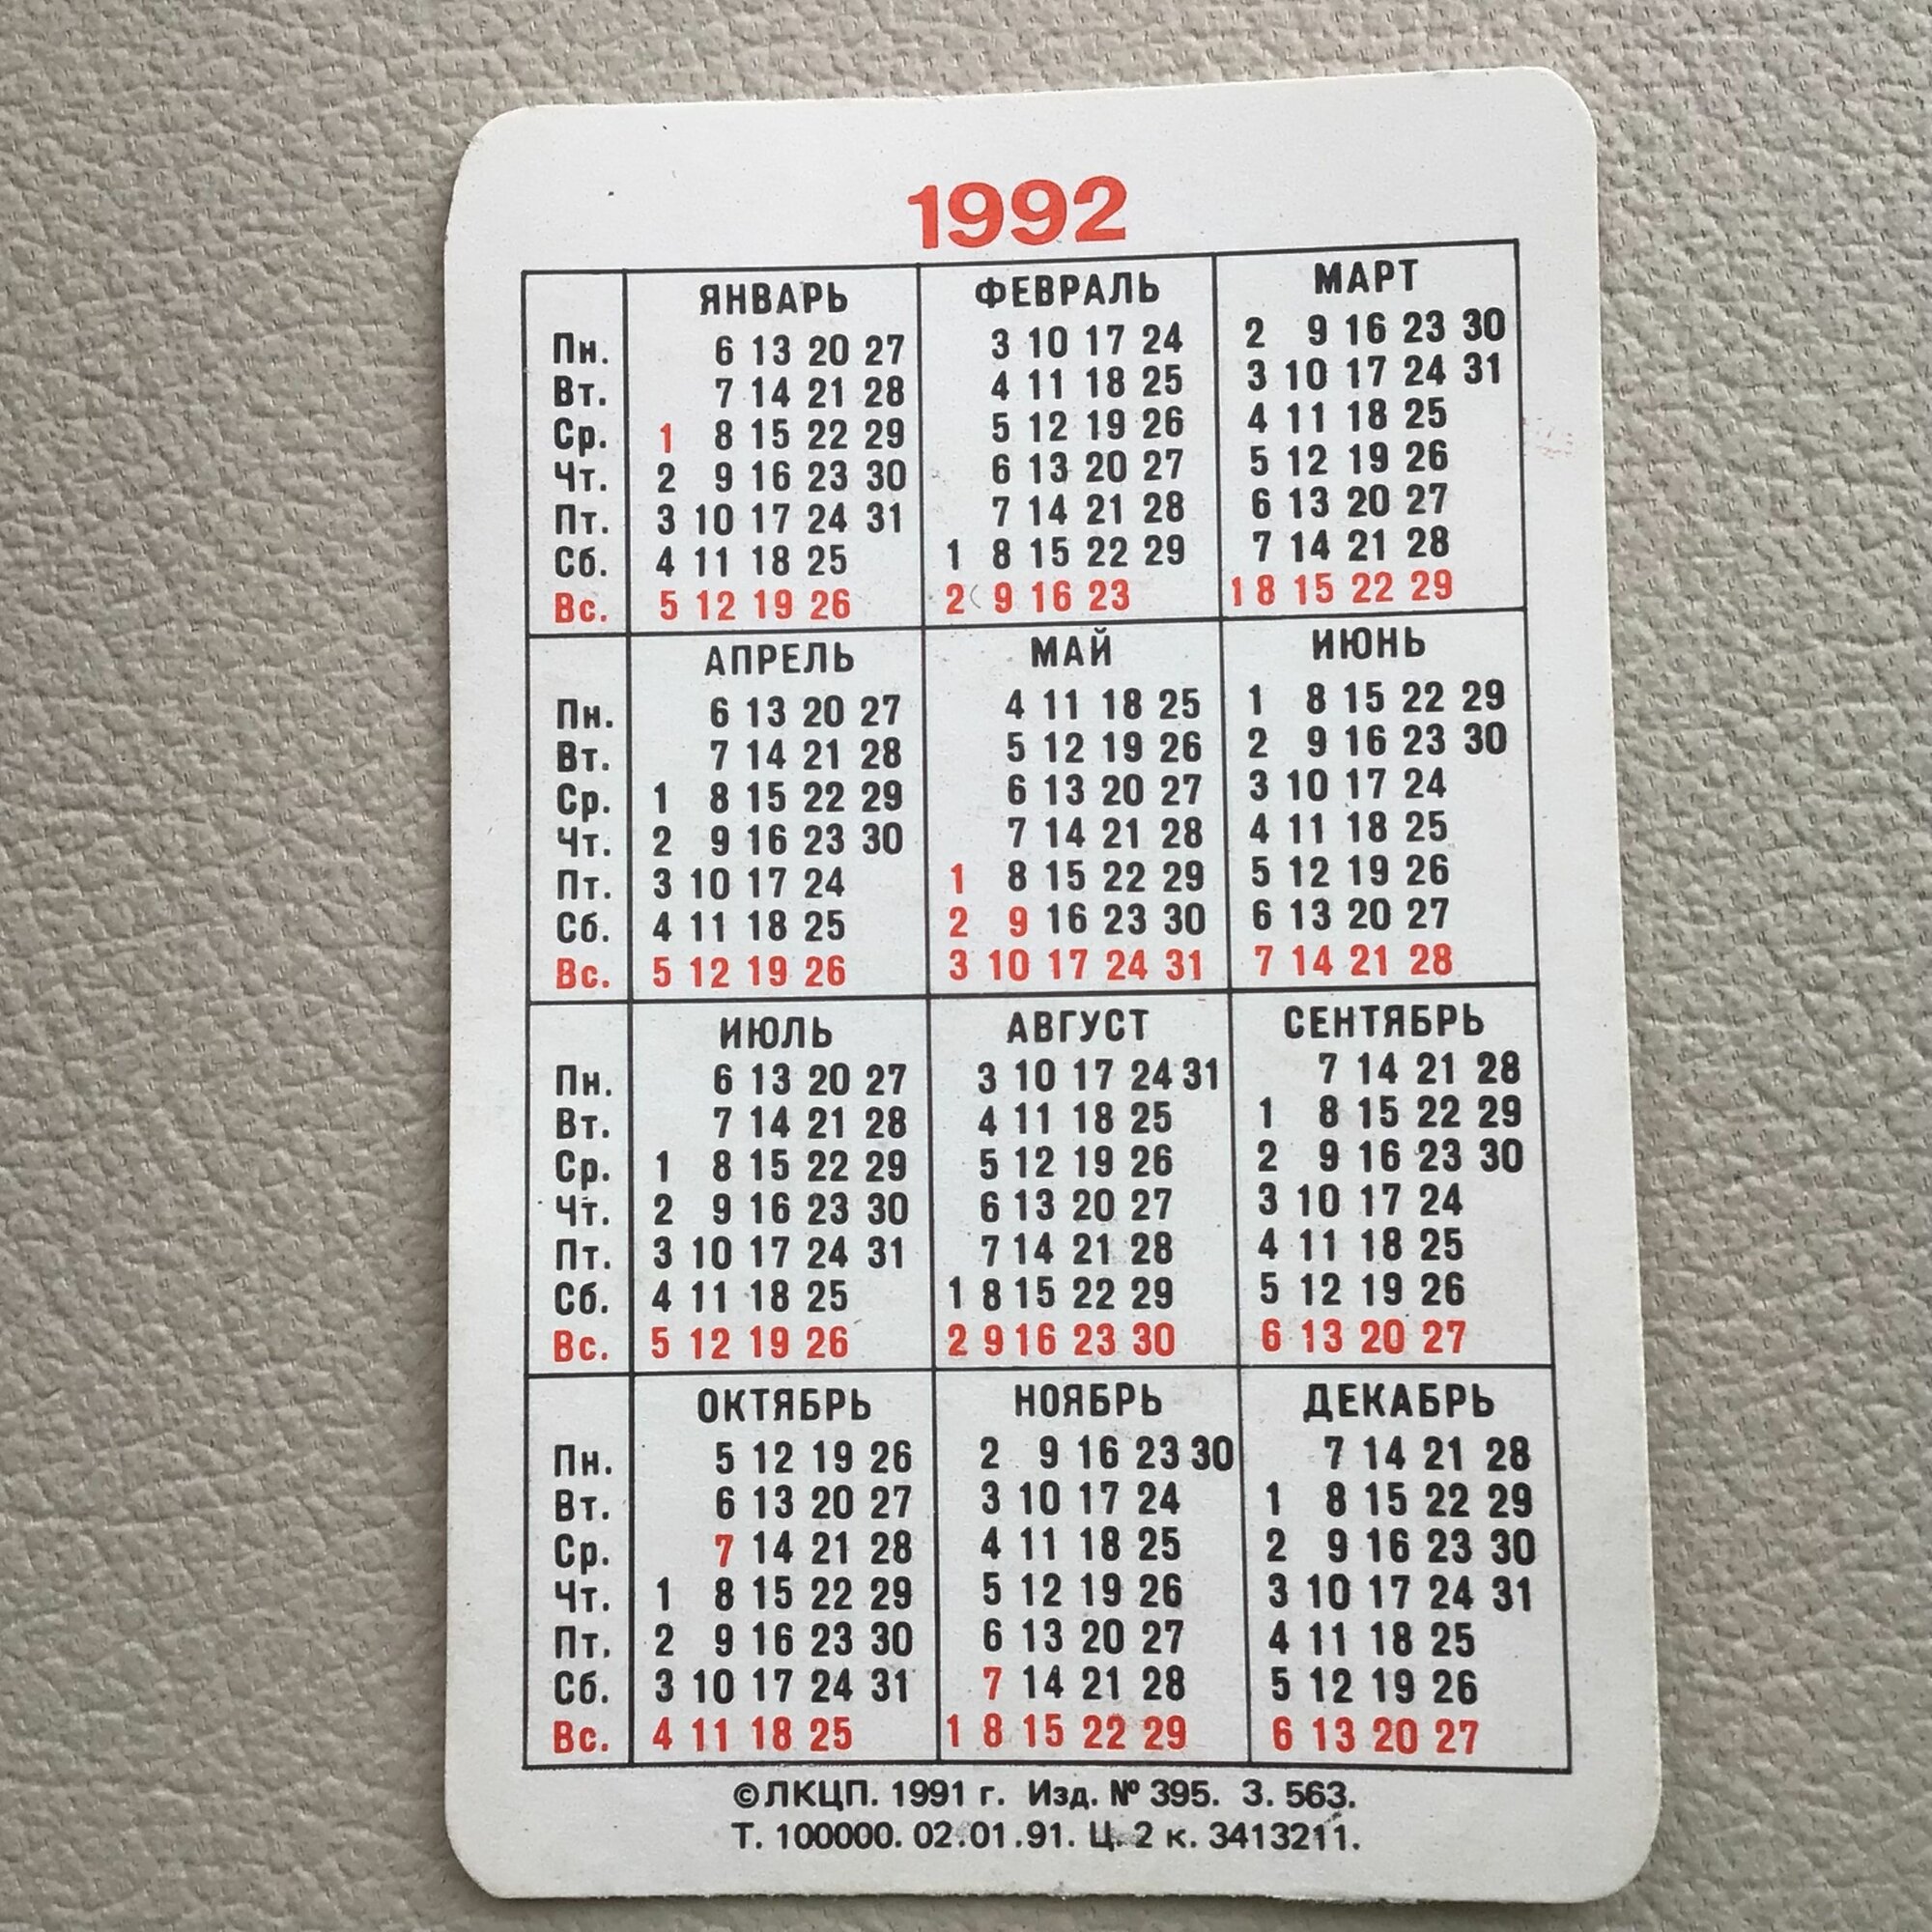 1992
ЯНВАРЬ ФЕВРАЛЬ МАРТ
Пн. 6 13 20 27 3 10 17 24 2 9 16 23 30
Вт. 7 14 21 28 4 11 18 25 3 10 17 24 31
Ср. 1 8 15 22 29 5 12 19 26 4 11 18 25
Чт. 2 9 16 23 30 6 13 20 27 5 12 19 26
Пт. 3 10 17 24 31 7 14 21 28 6 13 20 27
Сб. 4 11 18 25 1 8 15 22 29 7 14 21 28
Вс. 5 12 19 26 2 9 16 23 1 8 15 22 29
АПРЕЛЬ МАЙ ИЮНЬ
Пн. 6 13 20 27 4 11 18 25 1 8 15 22 29
Вт. 7 14 21 28 5 12 19 26 2 9 16 23 30
Ср. 1 8 15 22 29 6 13 20 27 3 10 17 24
Чт. 2 9 16 23 30 7 14 21 28 4 11 18 25
Пт. 3 10 17 24 1 8 15 22 29 5 12 19 26
Сб. 4 11 18 25 2 9 16 23 30 6 13 20 27
Вс. 5 12 19 26 3 10 17 24 31 7 14 21 28
ИЮЛЬ АВГУСТ СЕНТЯБРЬ
Пн. 6 13 20 27 3 10 17 24 31 7 14 21 28
Вт. 7 14 21 28 4 11 18 25 1 8 15 22 29
Ср. 1 8 15 22 29 5 12 19 26 2 9 16 23 30
Чт. 2 9 16 23 30 6 13 20 27 3 10 17 24
Пт. 3 10 17 24 31 7 14 21 28 4 11 18 25
Сб. 4 11 18 25 1 8 15 22 29 5 12 19 26
Вс. 5 12 19 26 2 9 16 23 30 6 13 20 27
ОКТЯБРЬ НОЯБРЬ ДЕКАБРЬ
Пн. 5 12 19 26 2 9 16 23 30 7 14 21 28
Вт. 6 13 20 27 3 10 17 24 1 8 15 22 29
Ср. 7 14 21 28 4 11 18 25 2 9 16 23 30
Чт. 1 8 15 22 29 5 12 19 26 3 10 17 24 31
Пт. 2 9 16 23 30 6 13 20 27 4 11 18 25
Сб. 3 10 17 24 31 7 14 21 28 5 12 19 26
Вс. 4 11 18 25 1 8 15 22 29 6 13 20 27
©ЛКЦП. 1991 г. Изд. № 395. З. 563.
Т. 100000. 02.01.91. Ц. 2 к. 3413211.